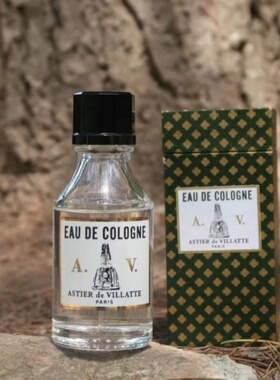 EAU DE COLOGNE
A. V.
ASTIER de VILLATTE
PARIS
EAU DE COLOGNE
A. V.
ASTIER de VILLATTE
PARIS